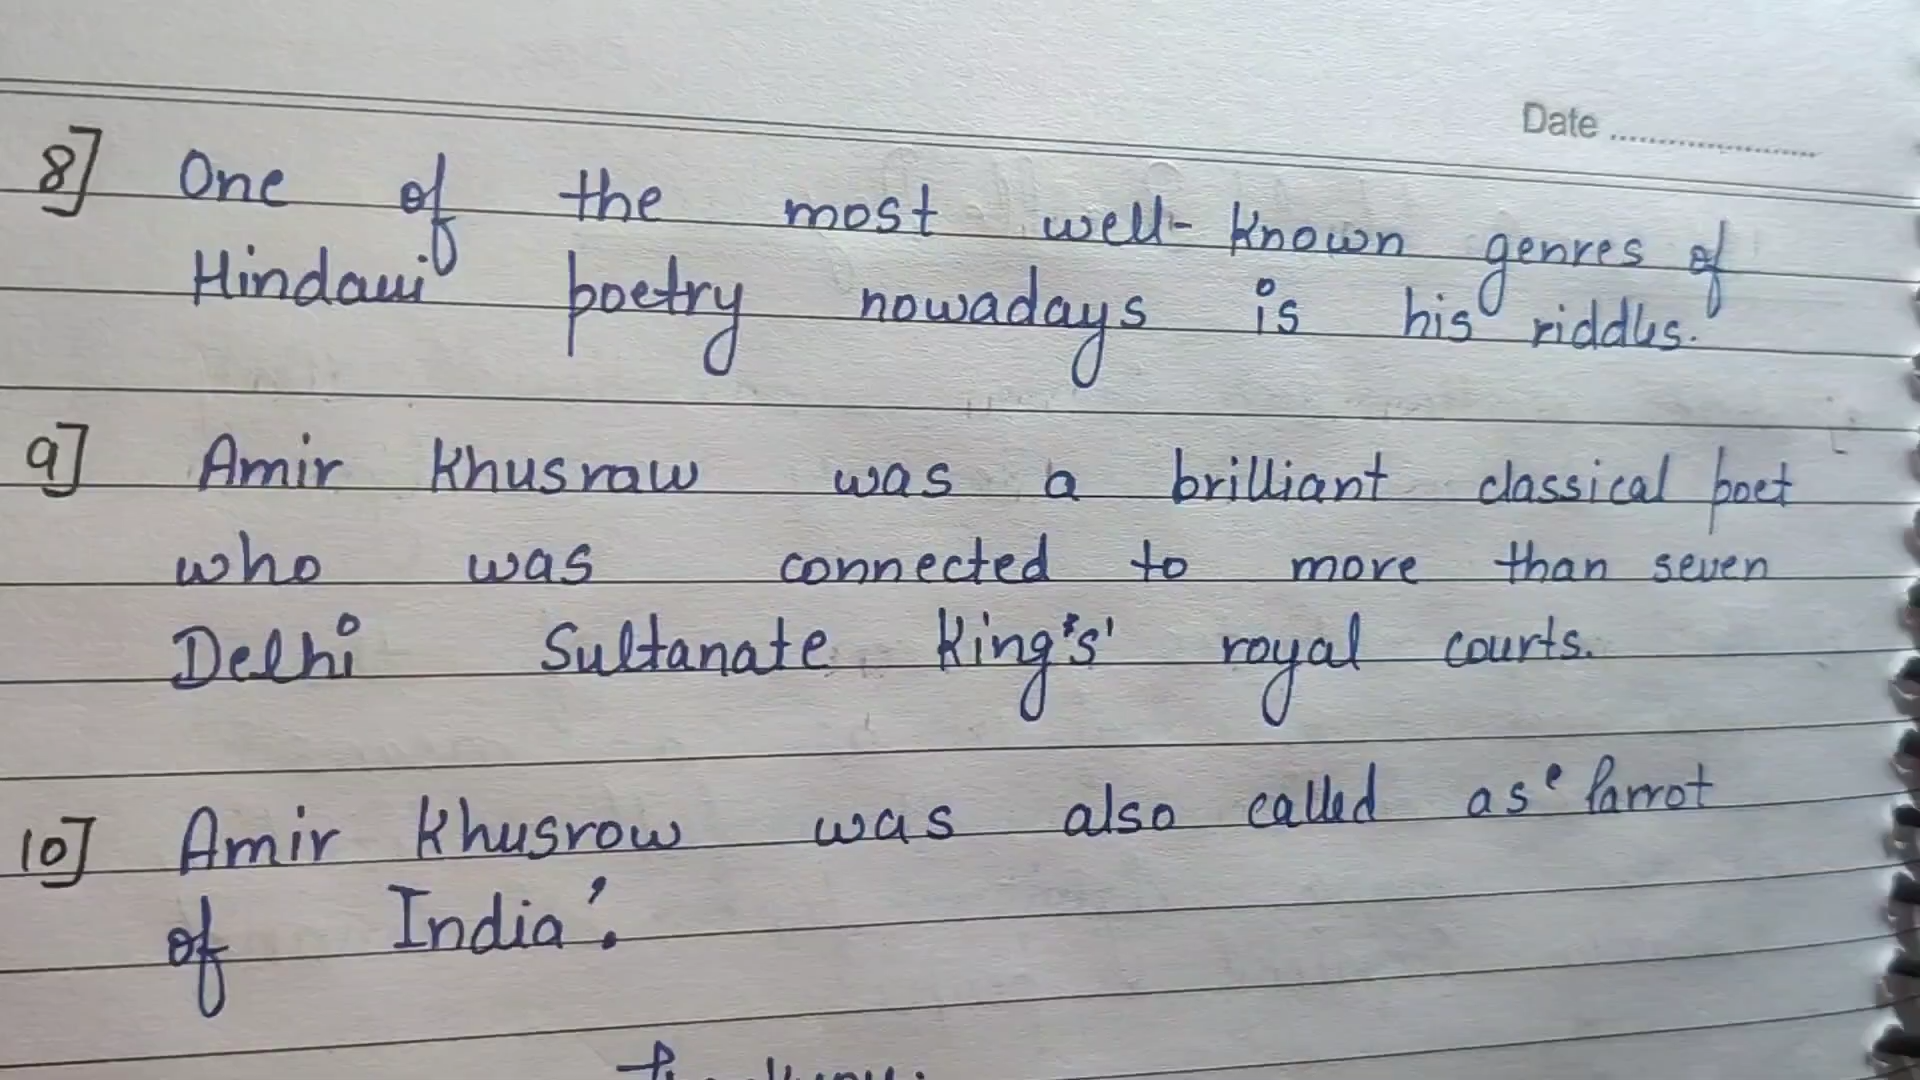 Date
8] One of the most well-known genres of
Hindawi poetry nowadays is his riddles.
9] Amir Khusraw was a brilliant classical poet
who was connected to more than seven
Delhi Sultanate King's' royal courts.
10] Amir Khusrow was also called as 'Parrot
of India'.